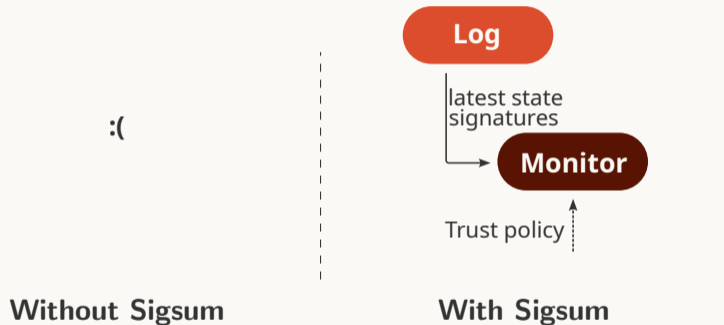 :(
Without Sigsum
Log
latest state
signatures
Monitor
Trust policy
With Sigsum